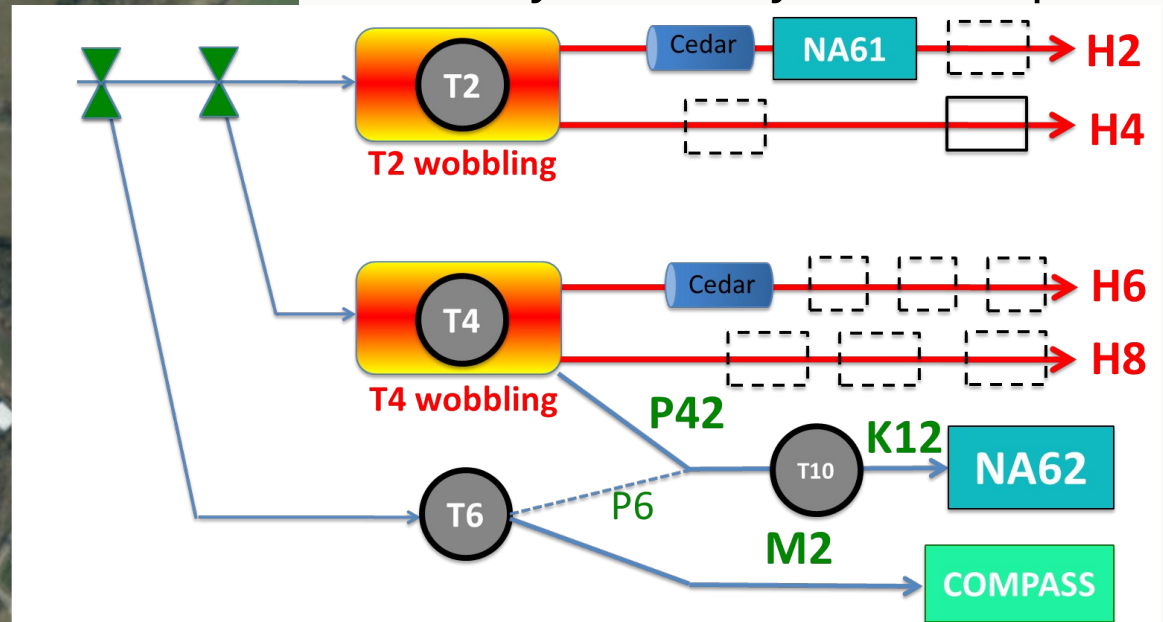 Cedar
NA61
H2
T2
H4
T2 wobbling
Cedar
H6
T4
H8
T4 wobbling
P42
K12
T10
NA62
T6
P6
M2
COMPASS